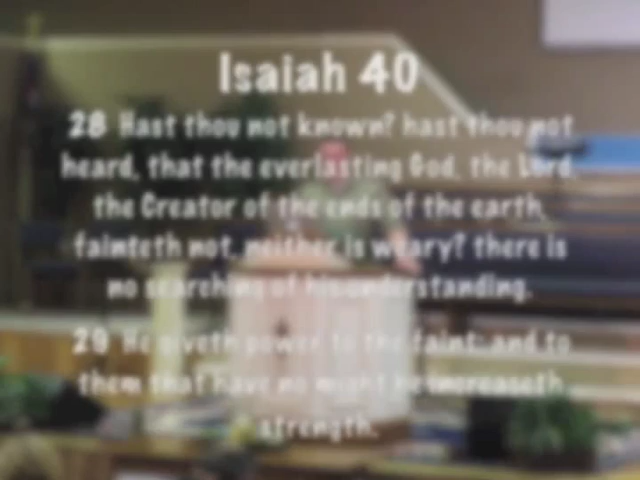 Isaiah 40
28 Hast thou not known? hast thou not
heard, that the everlasting God, the Lord,
the Creator of the ends of the earth,
fainteth not, neither is weary? there is
no searching of his understanding.
29 He giveth power to the faint; and to
them that have no might he increaseth
strength.